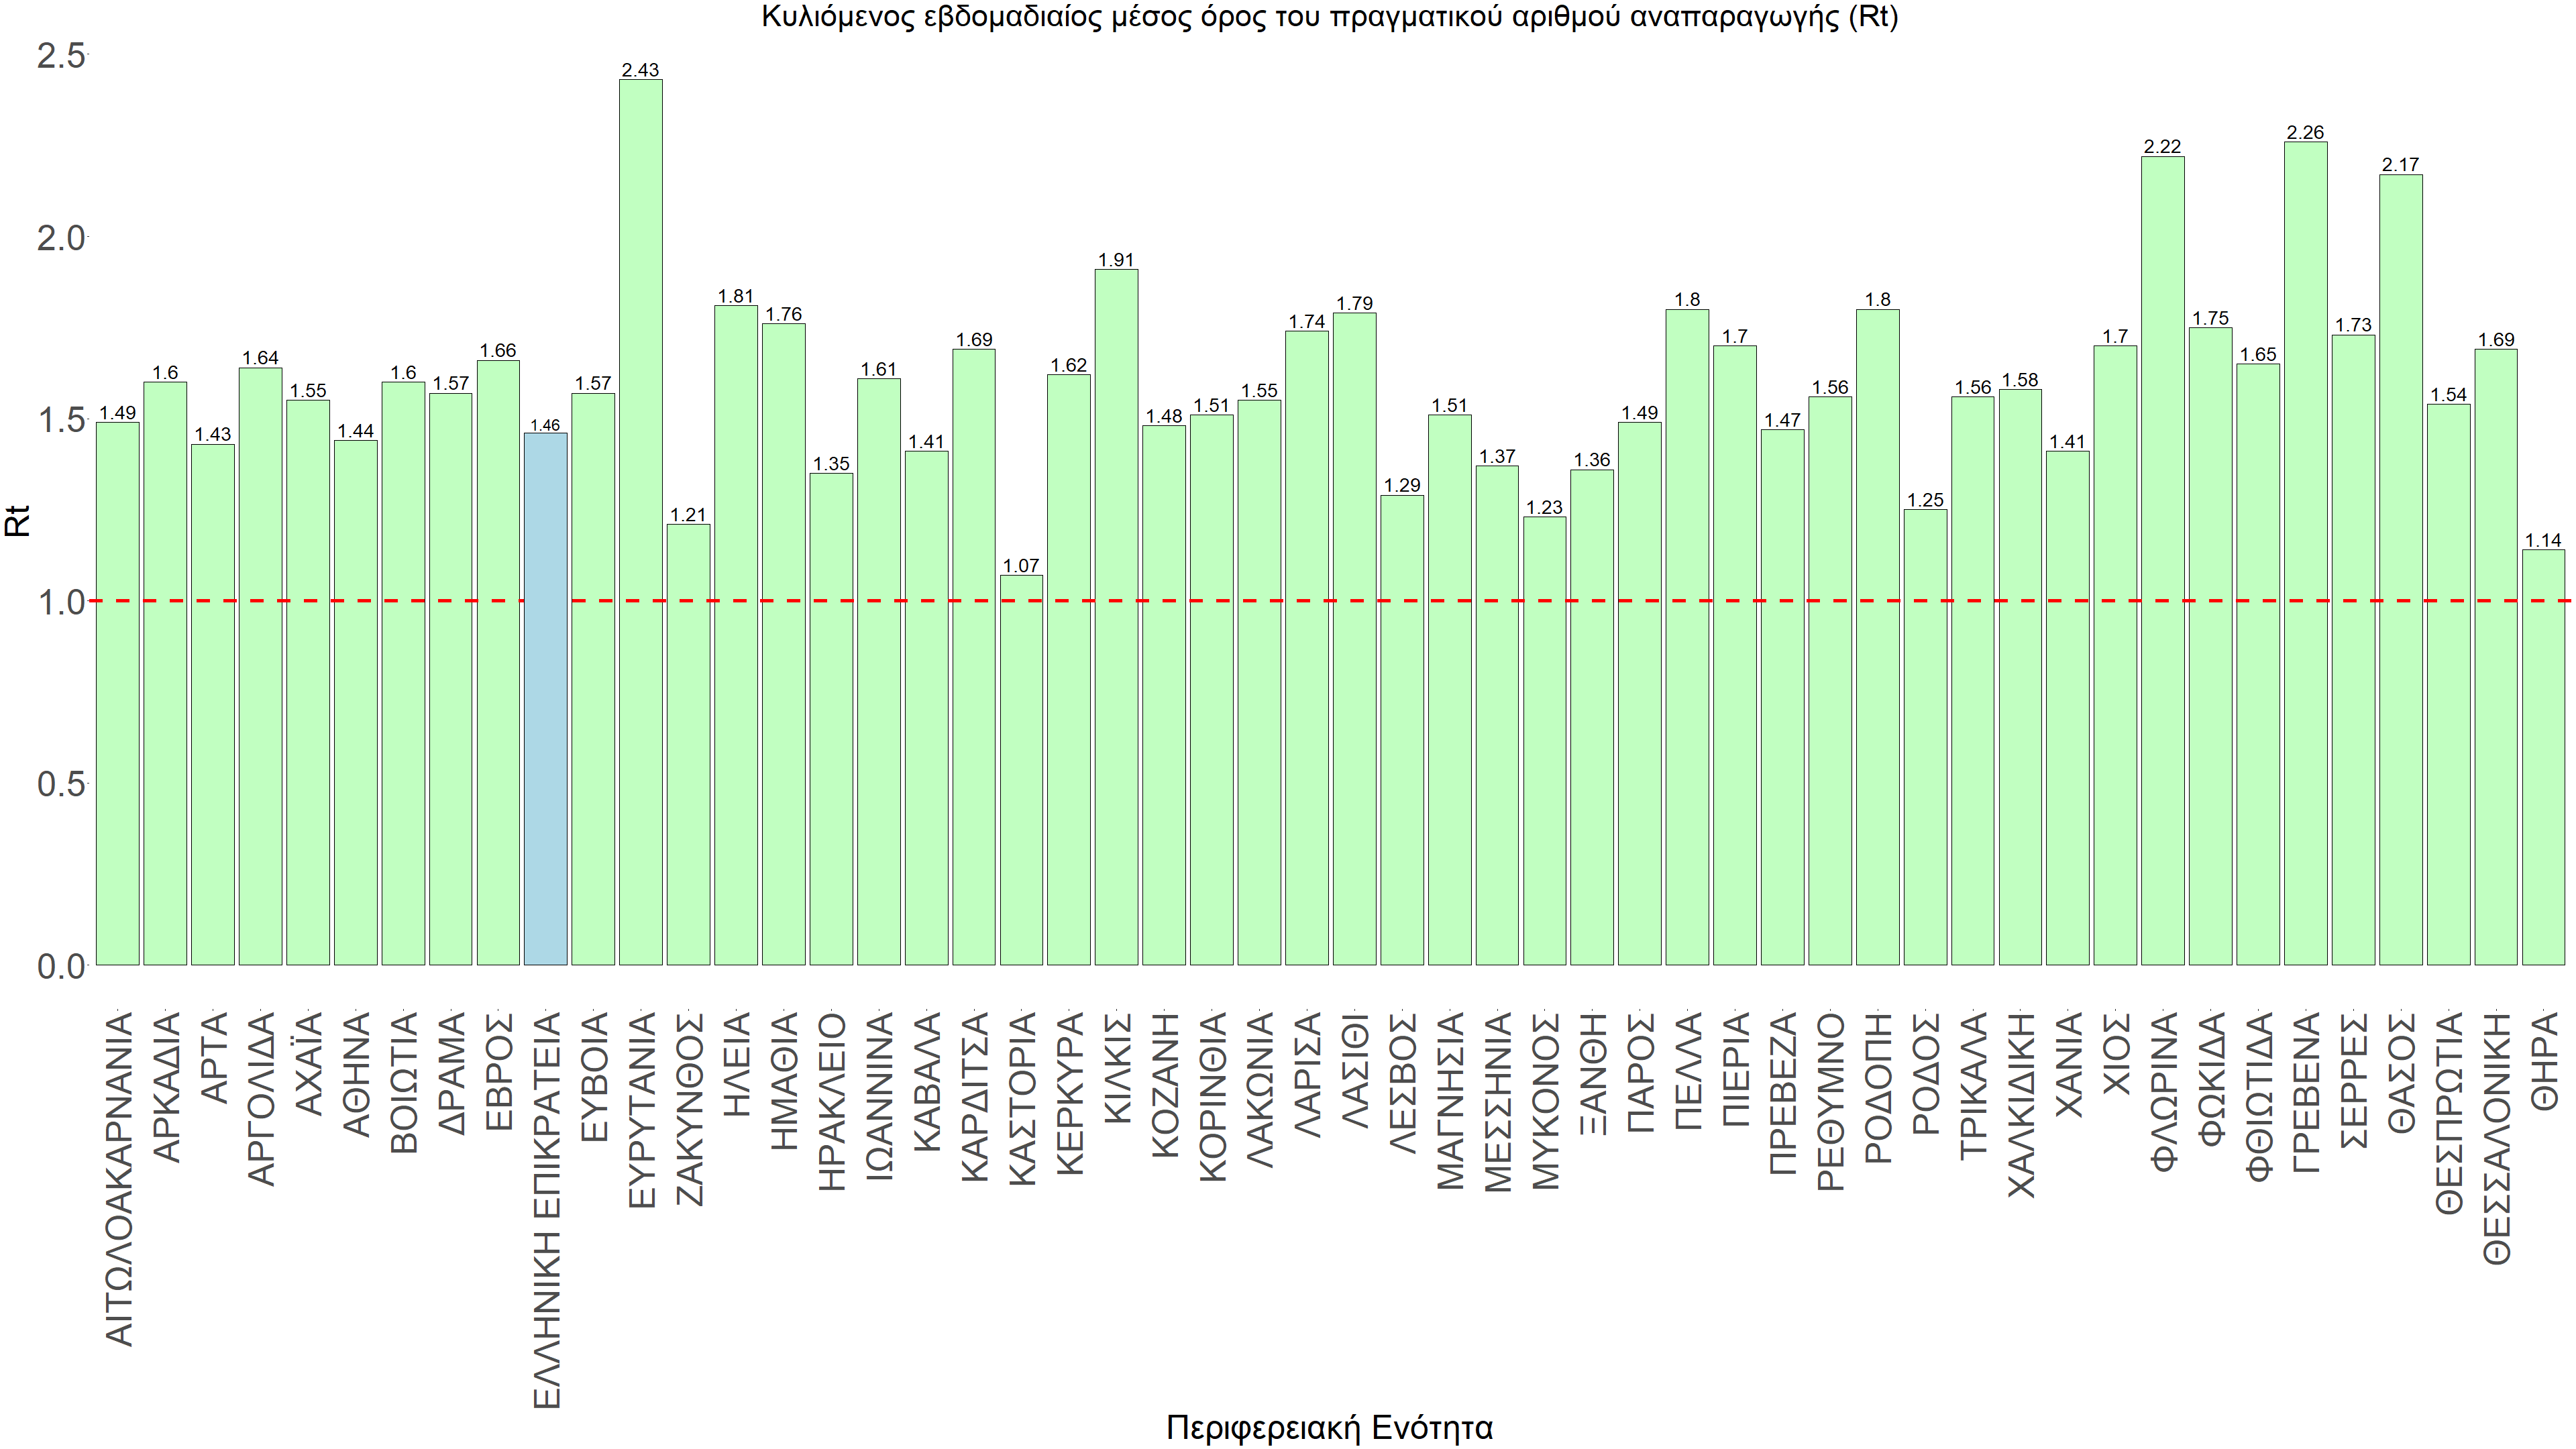 Κυλιόμενος εβδομαδιαίος μέσος όρος του πραγματικού αριθμού αναπαραγωγής (Rt)
2.5
2.0
1.5
1.0
0.5
0.0
Rt
1.49
1.6
1.43
1.64
1.55
1.44
1.6
1.57
1.66
1.46
1.57
2.43
1.21
1.81
1.76
1.35
1.61
1.41
1.69
1.07
1.62
1.91
1.48
1.51
1.55
1.74
1.79
1.29
1.51
1.37
1.23
1.36
1.49
1.8
1.7
1.47
1.56
1.8
1.25
1.56
1.58
1.41
1.7
2.22
1.75
1.65
2.26
1.73
2.17
1.54
1.69
1.14
ΑΙΤΩΛΟΑΚΑΡΝΑΝΙΑ
ΑΡΚΑΔΙΑ
ΑΡΤΑ
ΑΡΓΟΛΙΔΑ
ΑΧΑΪΑ
ΑΘΗΝΑ
ΒΟΙΩΤΙΑ
ΔΡΑΜΑ
ΕΒΡΟΣ
ΕΛΛΗΝΙΚΗ ΕΠΙΚΡΑΤΕΙΑ
ΕΥΒΟΙΑ
ΕΥΡΥΤΑΝΙΑ
ΖΑΚΥΝΘΟΣ
ΗΛΕΙΑ
ΗΜΑΘΙΑ
ΗΡΑΚΛΕΙΟ
ΙΩΑΝΝΙΝΑ
ΚΑΒΑΛΑ
ΚΑΡΔΙΤΣΑ
ΚΑΣΤΟΡΙΑ
ΚΕΡΚΥΡΑ
ΚΙΛΚΙΣ
ΚΟΖΑΝΗ
ΚΟΡΙΝΘΙΑ
ΛΑΚΩΝΙΑ
ΛΑΡΙΣΑ
ΛΑΣΙΘΙ
ΛΕΣΒΟΣ
ΜΑΓΝΗΣΙΑ
ΜΕΣΣΗΝΙΑ
ΜΥΚΟΝΟΣ
ΞΑΝΘΗ
ΠΑΡΟΣ
ΠΕΛΛΑ
ΠΙΕΡΙΑ
ΠΡΕΒΕΖΑ
ΡΕΘΥΜΝΟ
ΡΟΔΟΠΗ
ΡΟΔΟΣ
ΤΡΙΚΑΛΑ
ΧΑΛΚΙΔΙΚΗ
ΧΑΝΙΑ
ΧΙΟΣ
ΦΛΩΡΙΝΑ
ΦΩΚΙΔΑ
ΦΘΙΩΤΙΔΑ
ΓΡΕΒΕΝΑ
ΣΕΡΡΕΣ
ΘΑΣΟΣ
ΘΕΣΠΡΩΤΙΑ
ΘΕΣΣΑΛΟΝΙΚΗ
ΘΗΡΑ
Περιφερειακή Ενότητα